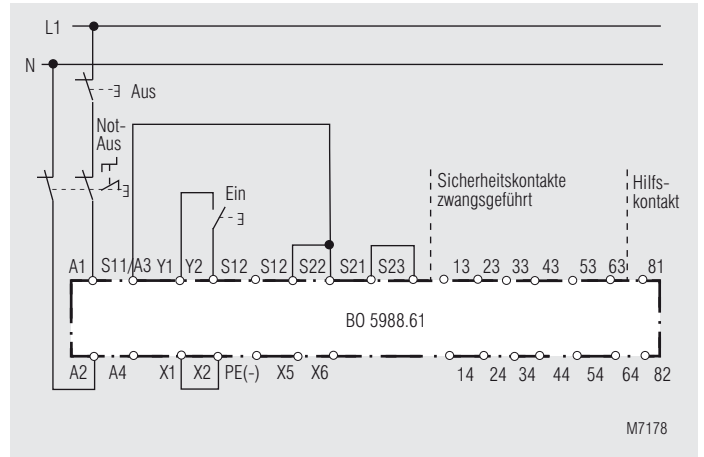 L1
N
Aus
Not-
Aus
Ein
Sicherheitskontakte
zwangsgeführt
Hilfs-
kontakt
A1 S11/A3 Y1 Y2 S12 S12 S22 S21 S23 13 23 33 43 53 63 81
BO 5988.61
A2 A4 X1 X2 PE(-) X5 X6 14 24 34 44 54 64 82
M7178